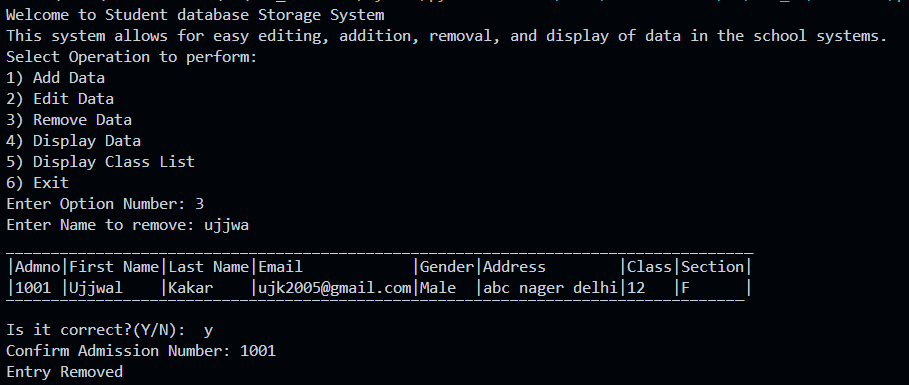 Welcome to Student database Storage System
This system allows for easy editing, addition, removal, and display of data in the school systems.
Select Operation to perform:
1) Add Data
2) Edit Data
3) Remove Data
4) Display Data
5) Display Class List
6) Exit
Enter Option Number: 3
Enter Name to remove: ujjwa
|Admno|First Name|Last Name|Email            |Gender|Address         |Class|Section|
|1001 |Ujjwal    |Kakar    |ujk2005@gmail.com|Male  |abc nager delhi|12   |F      |
Is it correct?(Y/N):  y
Confirm Admission Number: 1001
Entry Removed